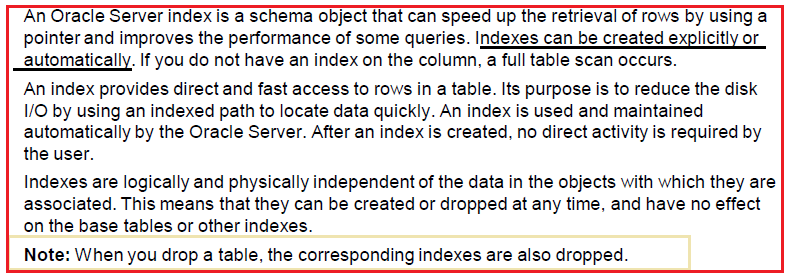 An Oracle Server index is a schema object that can speed up the retrieval of rows by using a
pointer and improves the performance of some queries. Indexes can be created explicitly or
automatically. If you do not have an index on the column, a full table scan occurs.
An index provides direct and fast access to rows in a table. Its purpose is to reduce the disk
I/O by using an indexed path to locate data quickly. An index is used and maintained
automatically by the Oracle Server. After an index is created, no direct activity is required by
the user.
Indexes are logically and physically independent of the data in the objects with which they are
associated. This means that they can be created or dropped at any time, and have no effect
on the base tables or other indexes.
Note: When you drop a table, the corresponding indexes are also dropped.